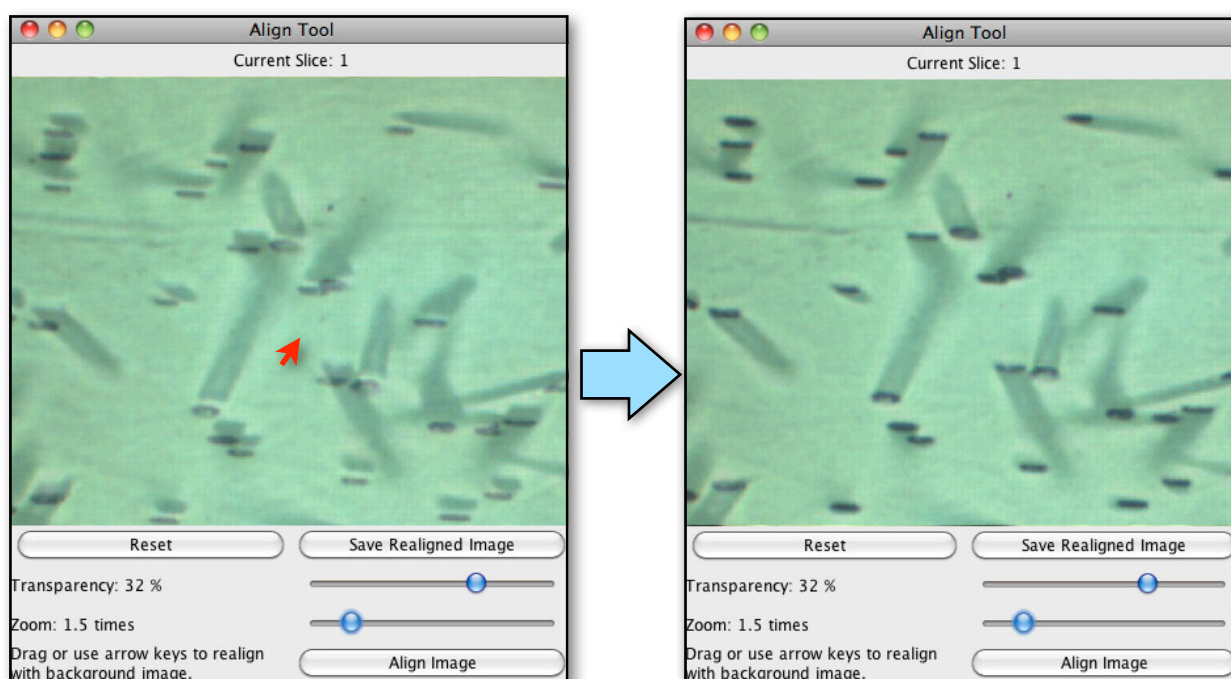 Align Tool
Current Slice: 1
Reset
Save Realigned Image
Transparency: 32 %
Zoom: 1.5 times
Drag or use arrow keys to realign
with background image.
Align Image
Align Tool
Current Slice: 1
Reset
Save Realigned Image
Transparency: 32 %
Zoom: 1.5 times
Drag or use arrow keys to realign
with background image.
Align Image